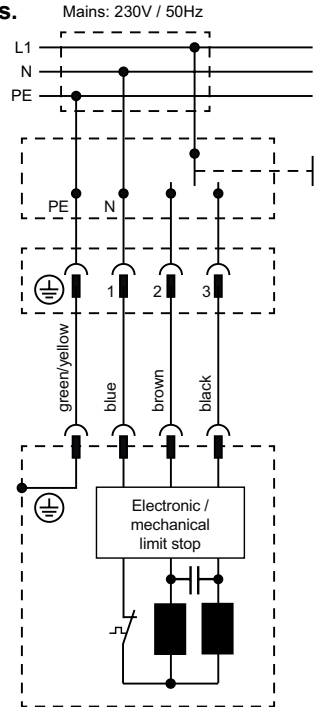 s.
Mains: 230V / 50Hz
L1
N
PE
PE N
1 2 3
green/yellow
blue
brown
black
Electronic /
mechanical
limit stop